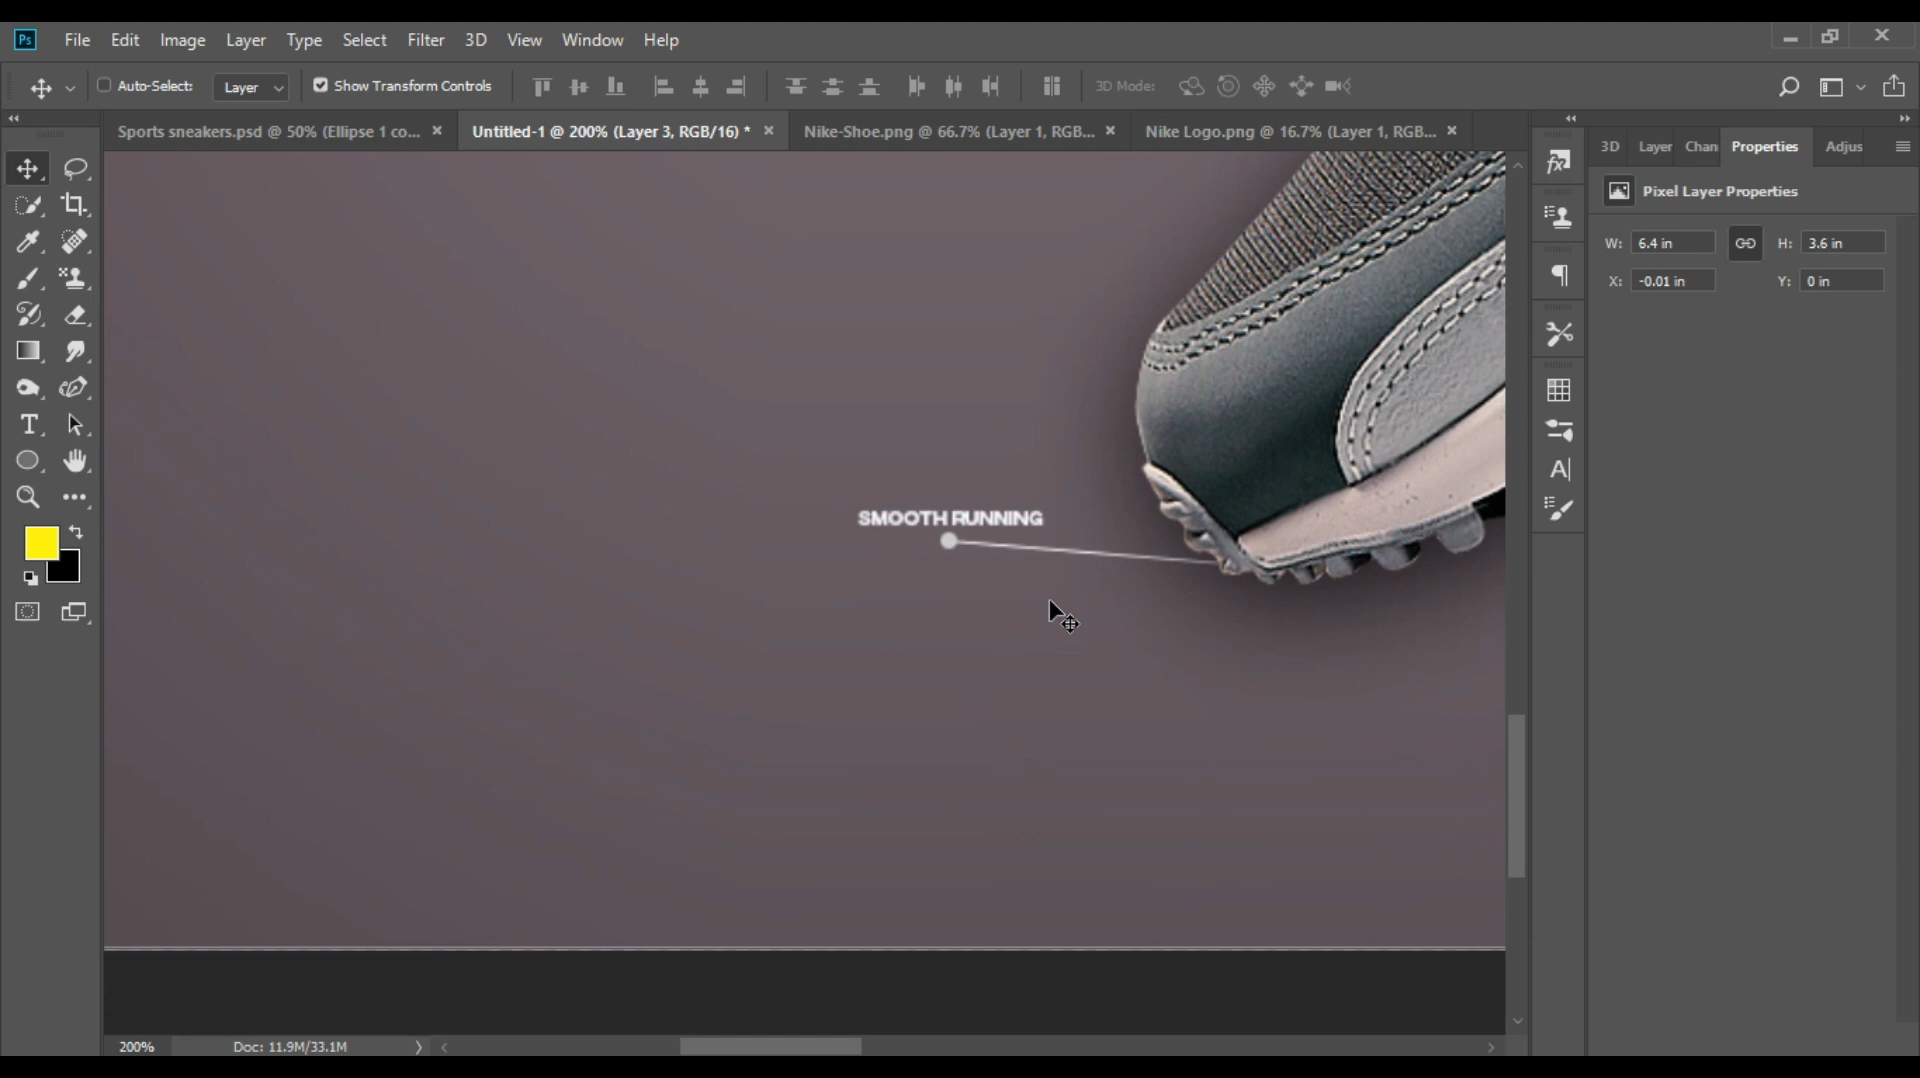 Ps File Edit Image Layer Type Select Filter 3D View Window Help
Auto-Select: Layer Show Transform Controls 3D Mode:
Sports sneakers.psd @ 50% (Ellipse 1 co... × Untitled-1 @ 200% (Layer 3, RGB/16) * × Nike-Shoe.png @ 66.7% (Layer 1, RGB... × Nike Logo.png @ 16.7% (Layer 1, RGB... ×
3D Layer Chan Properties Adjus
Pixel Layer Properties
W: 6.4 in H: 3.6 in
X: -0.01 in Y: 0 in
SMOOTH RUNNING
200% Doc: 11.9M/33.1M